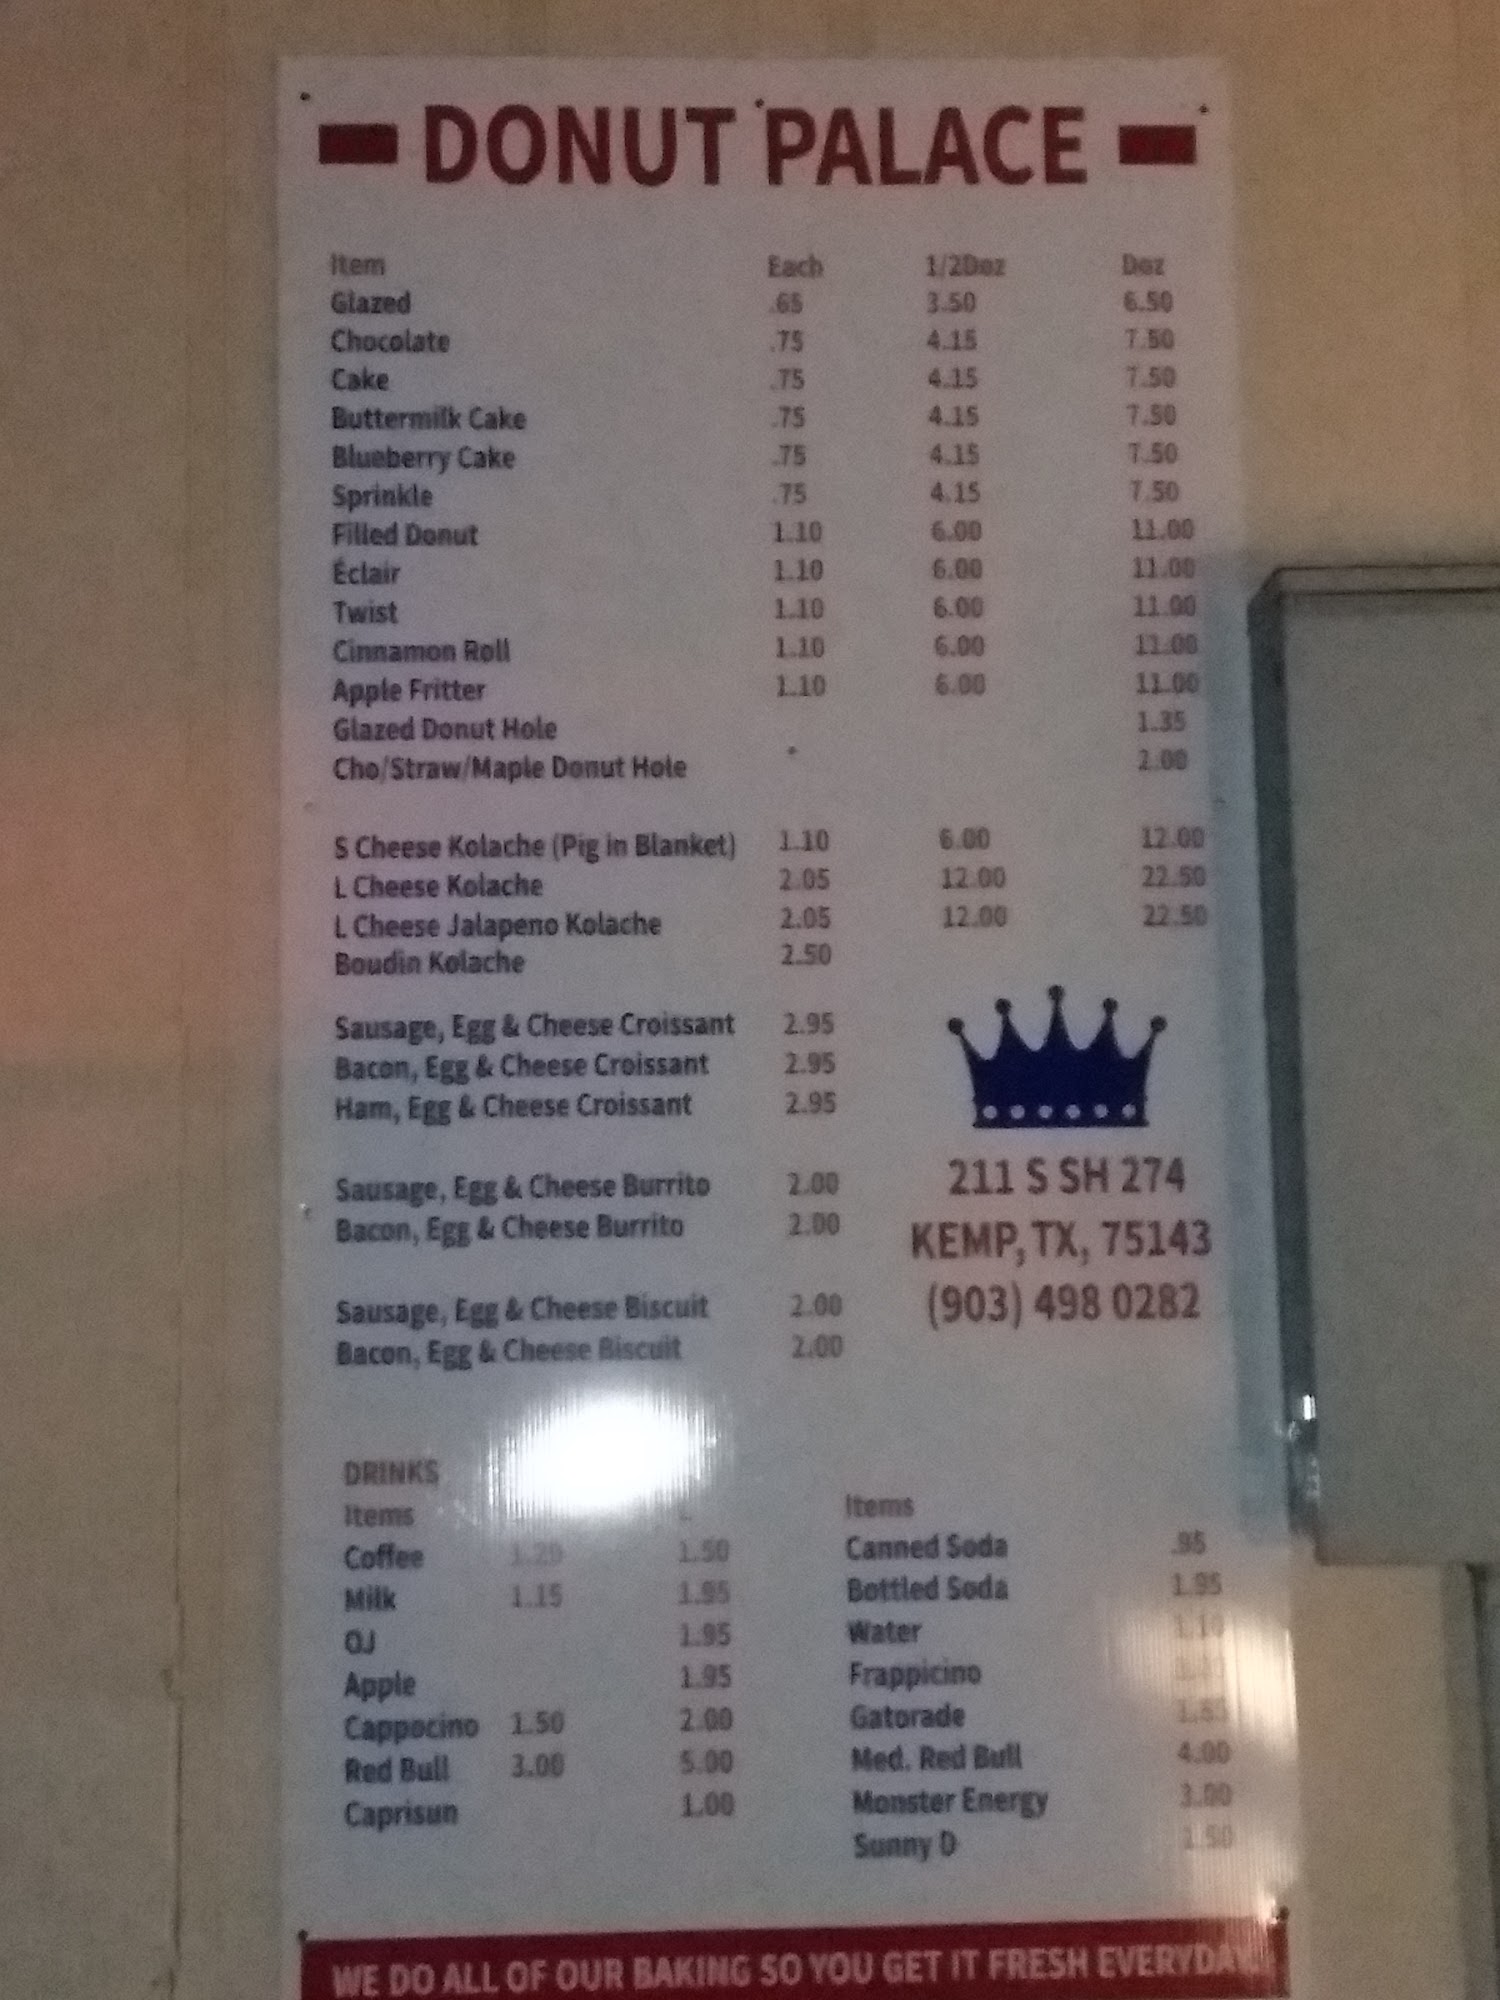 DONUT PALACE
Item Each 1/2Doz Doz
Glazed .65 3.50 6.50
Chocolate .75 4.15 7.50
Cake .75 4.15 7.50
Buttermilk Cake .75 4.15 7.50
Blueberry Cake .75 4.15 7.50
Sprinkle .75 4.15 7.50
Filled Donut 1.10 6.00 11.00
Éclair 1.10 6.00 11.00
Twist 1.10 6.00 11.00
Cinnamon Roll 1.10 6.00 11.00
Apple Fritter 1.10 6.00 11.00
Glazed Donut Hole 1.35
Cho/Straw/Maple Donut Hole 2.00
S Cheese Kolache (Pig in Blanket) 1.10 6.00 12.00
L Cheese Kolache 2.05 12.00 22.50
L Cheese Jalapeno Kolache 2.05 12.00 22.50
Boudin Kolache 2.50
Sausage, Egg & Cheese Croissant 2.95
Bacon, Egg & Cheese Croissant 2.95
Ham, Egg & Cheese Croissant 2.95
Sausage, Egg & Cheese Burrito 2.00
Bacon, Egg & Cheese Burrito 2.00
Sausage, Egg & Cheese Biscuit 2.00
Bacon, Egg & Cheese Biscuit 2.00
211 S SH 274
KEMP, TX, 75143
(903) 498 0282
DRINKS
Items
Coffee 1.50
Milk 1.15 1.95
OJ 1.95
Apple 1.95
Cappocino 1.50 2.00
Red Bull 3.00 5.00
Caprisun 1.00
Items
Canned Soda .95
Bottled Soda 1.95
Water
Frappicino
Gatorade
Med. Red Bull 4.00
Monster Energy 3.00
Sunny D
WE DO ALL OF OUR BAKING SO YOU GET IT FRESH EVERYDAY